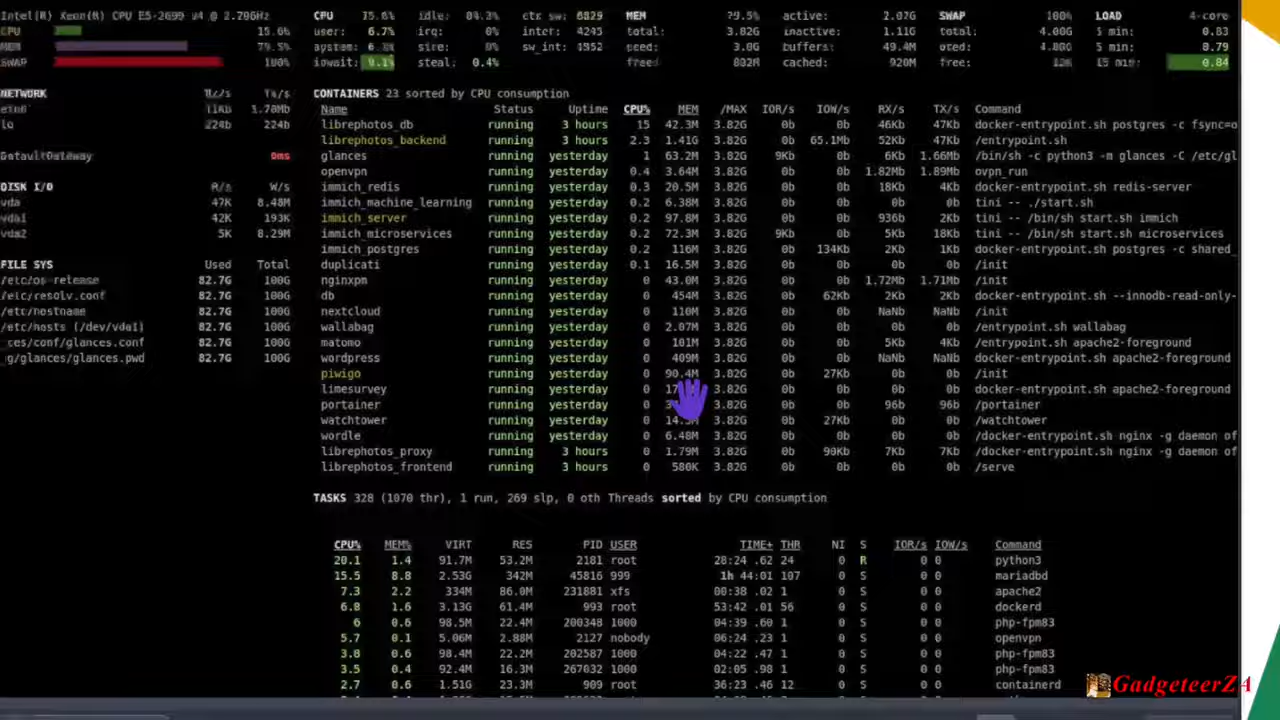 Intel(R) Xeon(R) CPU E5-2699 v4 @ 2.20GHz CPU 15.6% idle: 84.3% ctx_sw: 6829 MEM 79.5% active: 2.07G SWAP 100% LOAD 4-core
CPU 15.6% user: 6.7% irq: 0% inter: 4245 total: 3.82G inactive: 1.11G total: 4.00G 1 min: 0.83
MEM 79.5% system: nice: 0% sw_int: 4352 used: 3.0G buffers: 49.4M used: 4.00G 5 min: 0.79
SWAP 100% iowait: 9.1% steal: 0.4% free: 802M cached: 920M free: 12K 15 min: 0.84
NETWORK Rx/s Tx/s CONTAINERS 23 sorted by CPU consumption
eth0 11Kb 1.78Mb Name Status Uptime CPU% MEM /MAX IOR/s IOW/s RX/s TX/s Command
lo 224b 224b librephotos_db running 3 hours 15 42.3M 3.82G 0b 0b 46Kb 47Kb docker-entrypoint.sh postgres -c fsync=o
librephotos_backend running 3 hours 2.3 1.41G 3.82G 0b 65.1Mb 52Kb 47Kb /entrypoint.sh
DefaultGateway 0ms glances running yesterday 1 63.2M 3.82G 9Kb 0b 6Kb 1.66Mb /bin/sh -c python3 -m glances -C /etc/gl
openvpn running yesterday 0.4 3.64M 3.82G 0b 0b 1.82Mb 1.89Mb ovpn_run
DISK I/O R/s W/s immich_redis running yesterday 0.3 20.5M 3.82G 0b 0b 18Kb 4Kb docker-entrypoint.sh redis-server
vda 47K 8.48M immich_machine_learning running yesterday 0.2 6.38M 3.82G 0b 0b 0b 0b tini -- ./start.sh
vda1 42K 193K immich_server running yesterday 0.2 97.8M 3.82G 0b 0b 936b 2Kb tini -- /bin/sh start.sh immich
vda2 5K 8.29M immich_microservices running yesterday 0.2 72.3M 3.82G 9Kb 0b 5Kb 18Kb tini -- /bin/sh start.sh microservices
immich_postgres running yesterday 0.2 116M 3.82G 0b 134Kb 2Kb 1Kb docker-entrypoint.sh postgres -c shared_
FILE SYS Used Total duplicati running yesterday 0.1 16.5M 3.82G 0b 0b 0b 0b /init
/etc/os-release 82.7G 100G nginxpm running yesterday 0 43.0M 3.82G 0b 0b 1.72Mb 1.71Mb /init
/etc/resolv.conf 82.7G 100G db running yesterday 0 454M 3.82G 0b 62Kb 2Kb 2Kb docker-entrypoint.sh --innodb-read-only-
/etc/hostname 82.7G 100G nextcloud running yesterday 0 110M 3.82G 0b 0b NaNb NaNb /init
/etc/hosts (/dev/vda1) 82.7G 100G wallabag running yesterday 0 2.07M 3.82G 0b 0b 0b 0b /entrypoint.sh wallabag
_ces/conf/glances.conf 82.7G 100G matomo running yesterday 0 101M 3.82G 0b 0b 5Kb 4Kb /entrypoint.sh apache2-foreground
_g/glances/glances.pwd 82.7G 100G wordpress running yesterday 0 409M 3.82G 0b 0b NaNb NaNb docker-entrypoint.sh apache2-foreground
piwigo running yesterday 0 90.4M 3.82G 0b 27Kb 0b 0b /init
limesurvey running yesterday 0 3.82G 0b 0b 0b 0b docker-entrypoint.sh apache2-foreground
portainer running yesterday 0 3.82G 0b 0b 96b 96b /portainer
watchtower running yesterday 0 3.82G 0b 27Kb 0b 0b /watchtower
wordle running yesterday 0 6.48M 3.82G 0b 0b 0b 0b /docker-entrypoint.sh nginx -g daemon of
librephotos_proxy running 3 hours 0 1.79M 3.82G 0b 90Kb 7Kb 7Kb /docker-entrypoint.sh nginx -g daemon of
librephotos_frontend running 3 hours 0 580K 3.82G 0b 0b 0b 0b /serve
TASKS 328 (1070 thr), 1 run, 269 slp, 0 oth Threads sorted by CPU consumption
CPU% MEM% VIRT RES PID USER TIME+ THR NI S IOR/s IOW/s Command
20.1 1.4 91.7M 53.2M 2181 root 28:24 .62 24 0 R 0 0 python3
15.5 8.8 2.53G 342M 45816 999 1h 44:01 107 0 S 0 0 mariadbd
7.3 2.2 334M 86.0M 231881 xfs 00:38 .02 1 0 S 0 0 apache2
6.8 1.6 3.13G 61.4M 993 root 53:42 .01 56 0 S 0 0 dockerd
6 0.6 98.5M 22.4M 200348 1000 04:39 .60 1 0 S 0 0 php-fpm83
5.7 0.1 5.06M 2.88M 2127 nobody 06:24 .23 1 0 S 0 0 openvpn
3.8 0.6 98.4M 22.2M 202587 1000 04:22 .47 1 0 S 0 0 php-fpm83
3.5 0.4 92.4M 16.3M 267032 1000 02:05 .98 1 0 S 0 0 php-fpm83
2.7 0.6 1.51G 23.3M 909 root 36:23 .46 12 0 S 0 0 containerd
GadgeteerZA